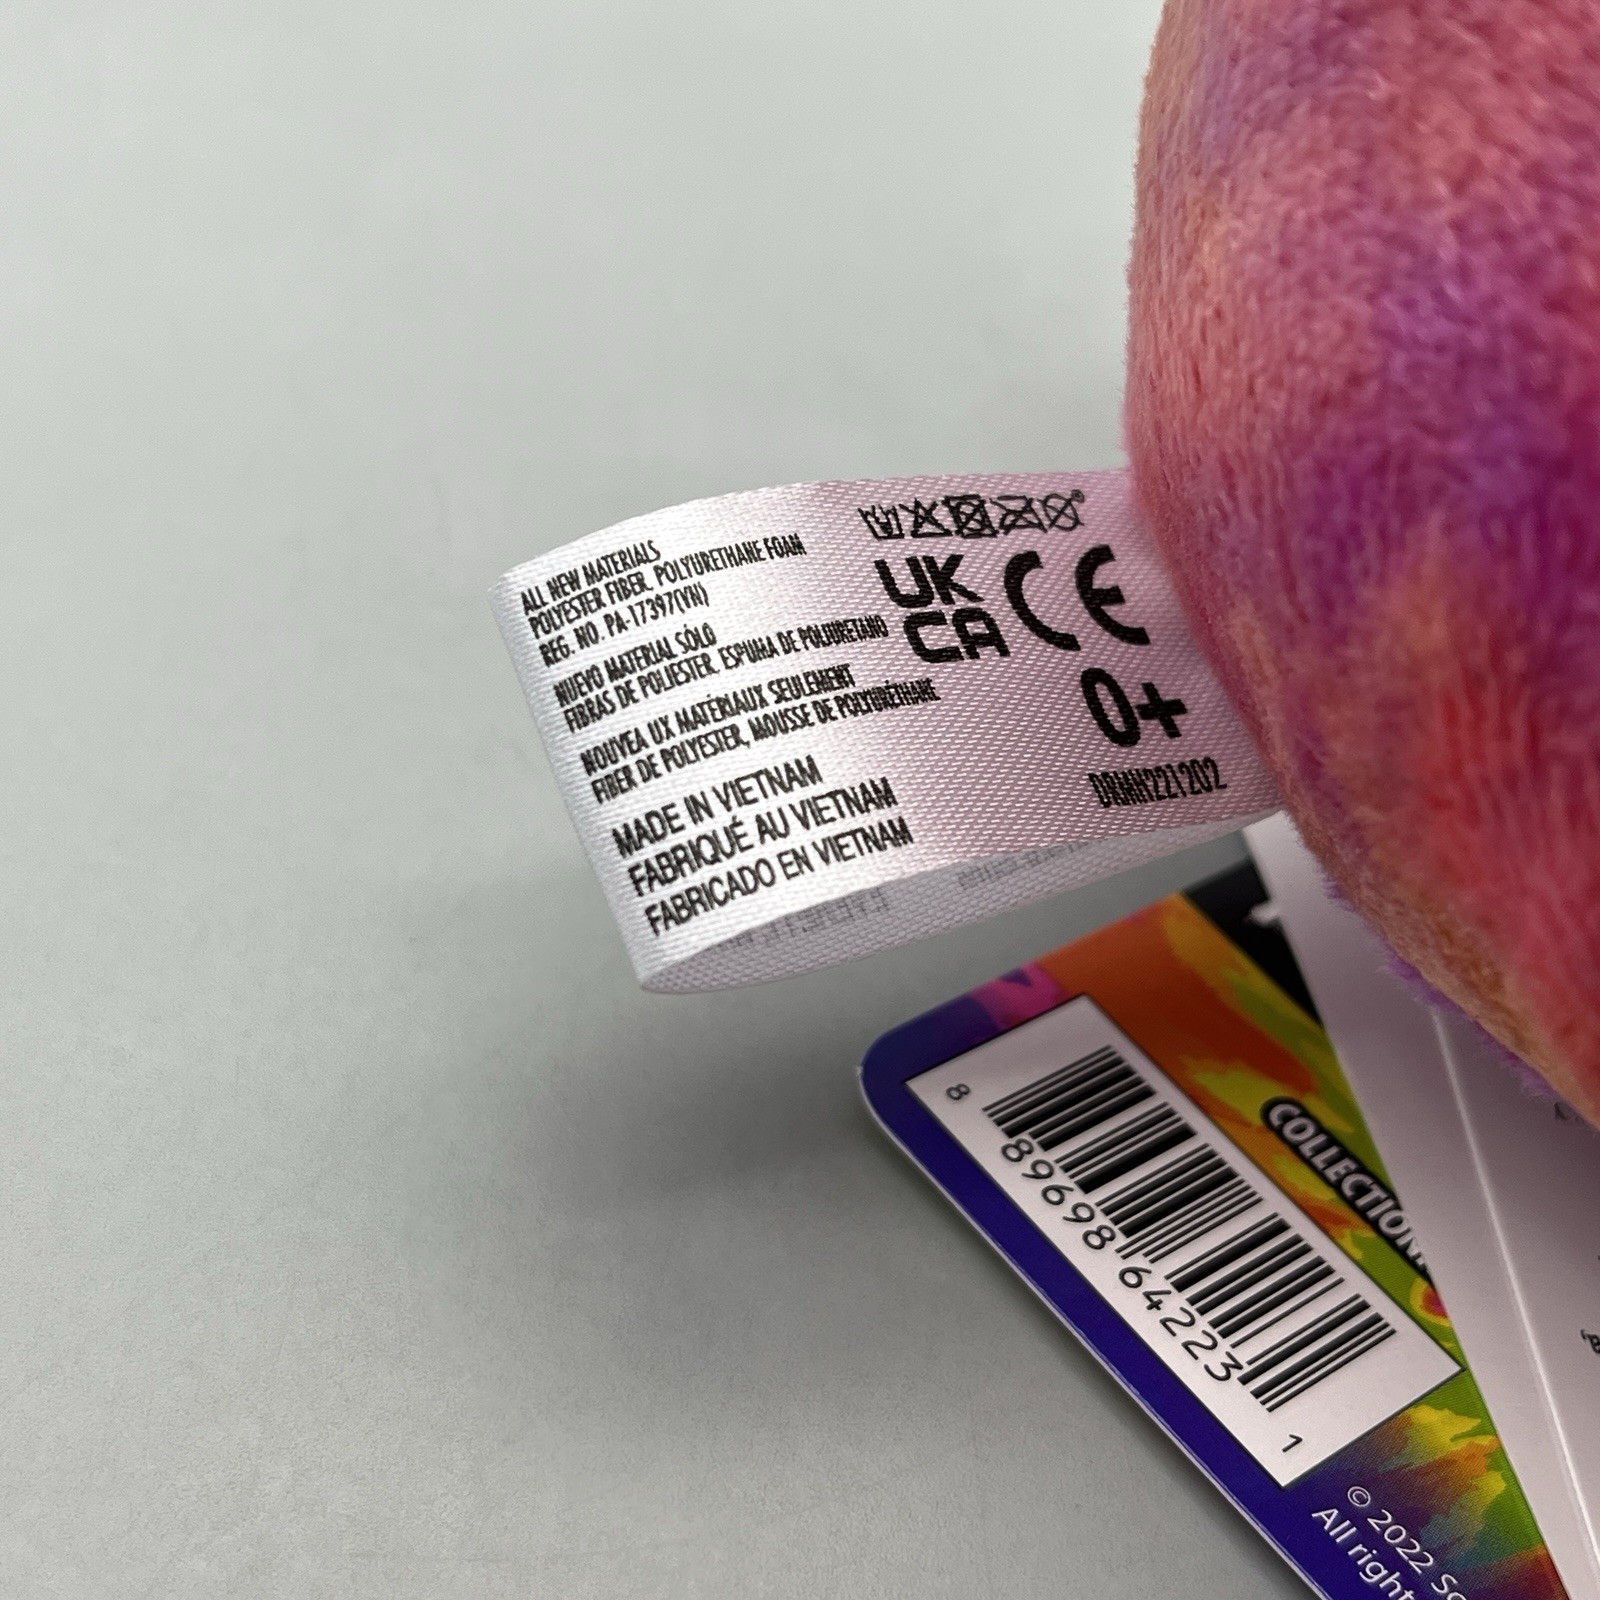 ALL NEW MATERIALS
POLYESTER FIBER, POLYURETHANE FOAM
REG. NO. PA-17397(VN)
NUEVO MATERIAL SÓLO
FIBRAS DE POLIESTER, ESPUMA DE POLIURETANO
NOUVEA UX MATÉRIAUX SEULEMENT
FIBER DE POLYESTER, MOUSSE DE POLYURÉTHANE
MADE IN VIETNAM
FABRIQUÉ AU VIETNAM
FABRICADO EN VIETNAM
UK
CA
CE
0+
DRMH221202
8 89698 64223 1
COLLECTION
© 2022
All right